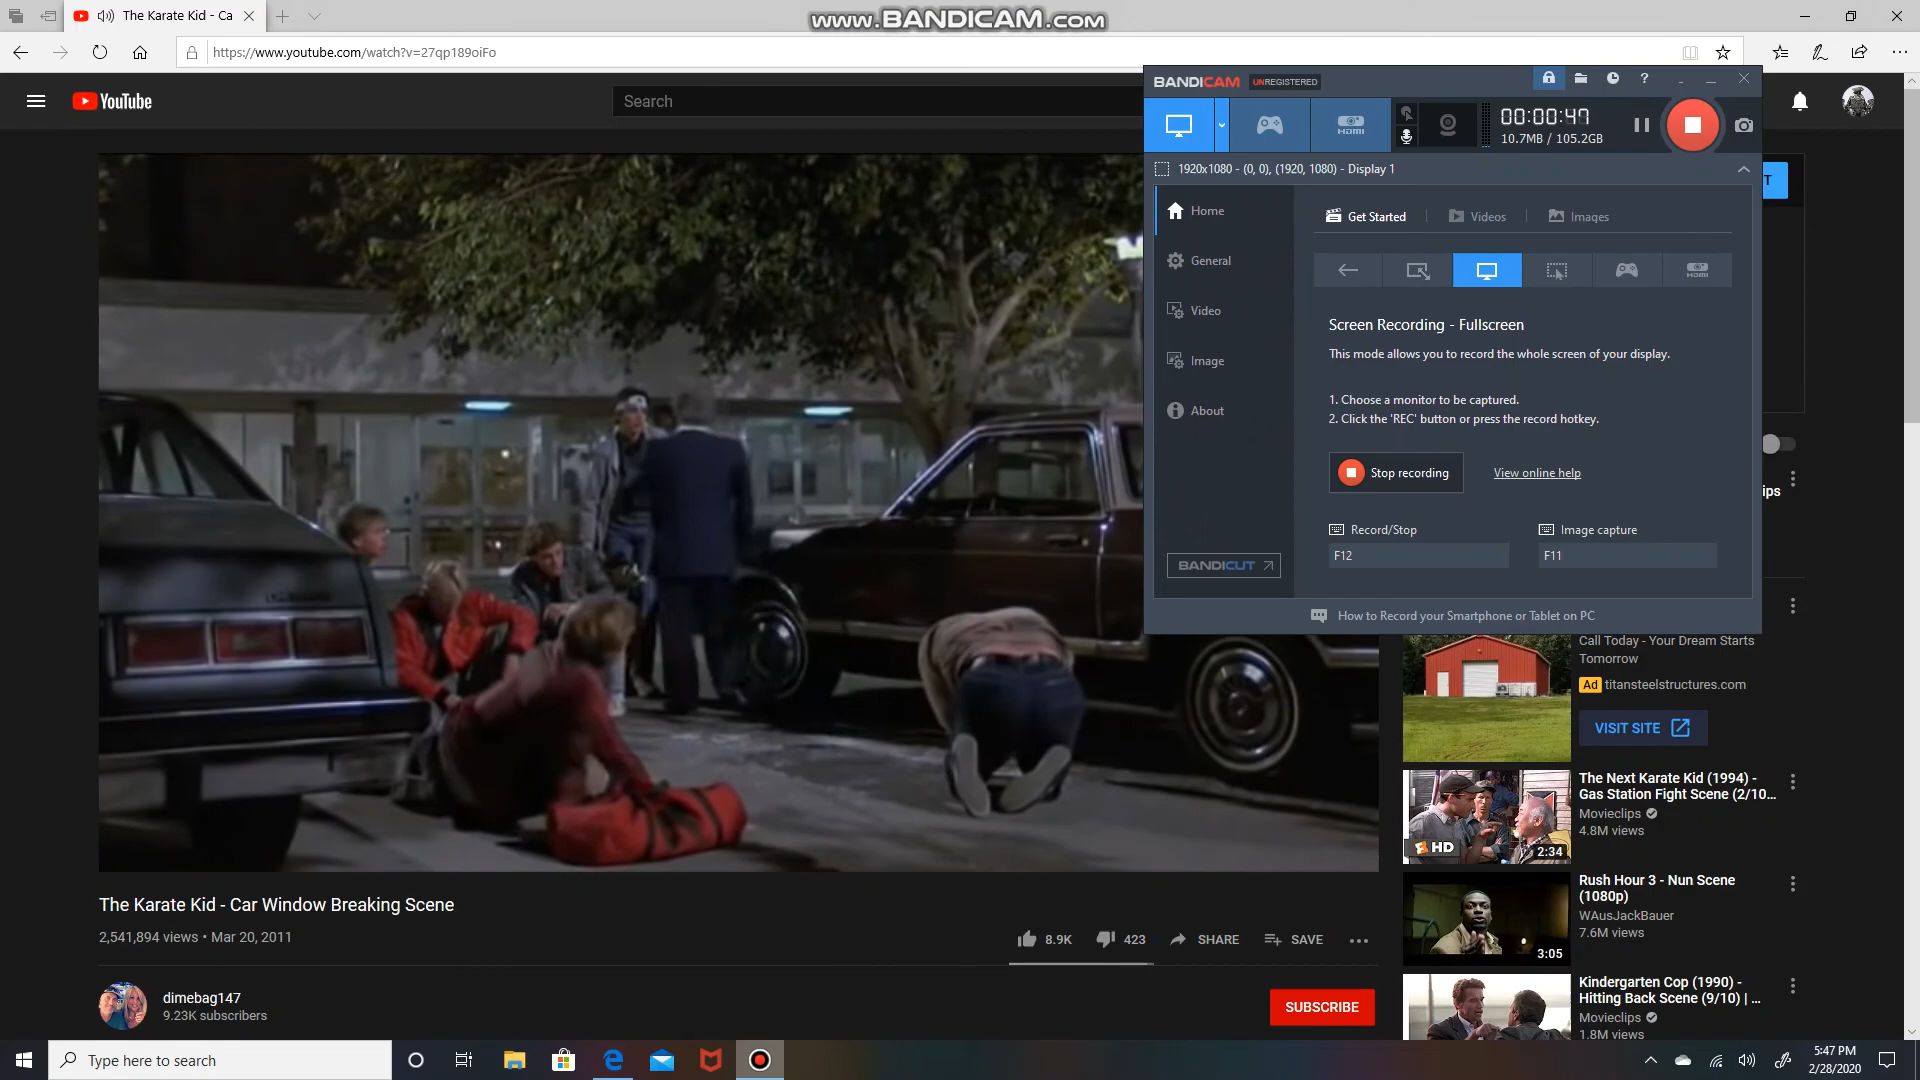 The Karate Kid - Ca
www.BANDICAM.com
https://www.youtube.com/watch?v=27qp189oiFo
YouTube
Search
BANDICAM UNREGISTERED
?
00:00:47
10.7MB / 105.2GB
HDMI
1920x1080 - (0, 0), (1920, 1080) - Display 1
T
Home
General
Video
Image
About
BANDICUT
Get Started
Videos
Images
HDMI
Screen Recording - Fullscreen
This mode allows you to record the whole screen of your display.
1. Choose a monitor to be captured.
2. Click the 'REC' button or press the record hotkey.
Stop recording
View online help
Record/Stop
Image capture
F12
F11
How to Record your Smartphone or Tablet on PC
ips
Call Today - Your Dream Starts
Tomorrow
Ad titansteelstructures.com
VISIT SITE
The Next Karate Kid (1994) -
Gas Station Fight Scene (2/10...
Movieclips
4.8M views
HD
2:34
Rush Hour 3 - Nun Scene
(1080p)
WAusJackBauer
7.6M views
3:05
Kindergarten Cop (1990) -
Hitting Back Scene (9/10) | ...
Movieclips
1.8M views
The Karate Kid - Car Window Breaking Scene
2,541,894 views • Mar 20, 2011
8.9K
423
SHARE
SAVE
dimebag147
9.23K subscribers
SUBSCRIBE
Type here to search
5:47 PM
2/28/2020